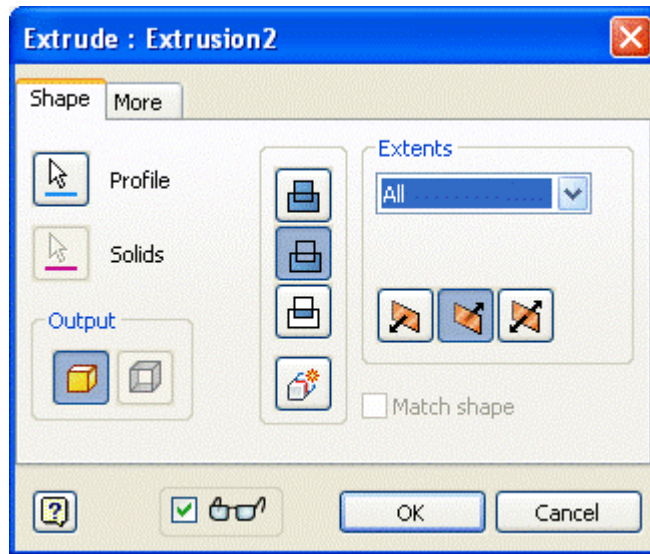 Extrude : Extrusion2
Shape More
Profile
Solids
Output
Extents
All
Match shape
OK Cancel